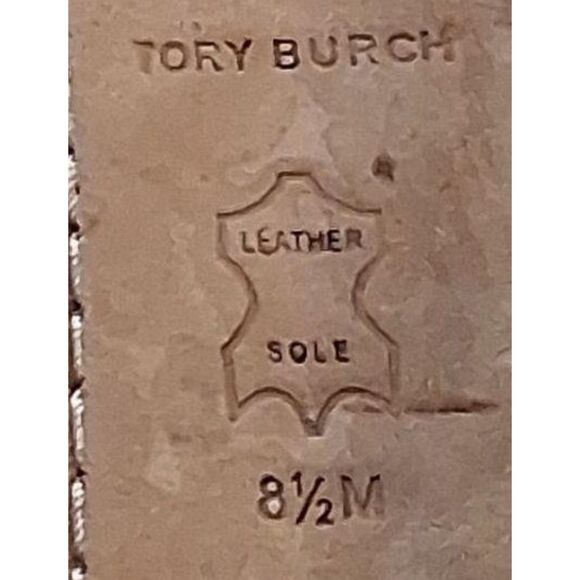 TORY BURCH
LEATHER
SOLE
8½M